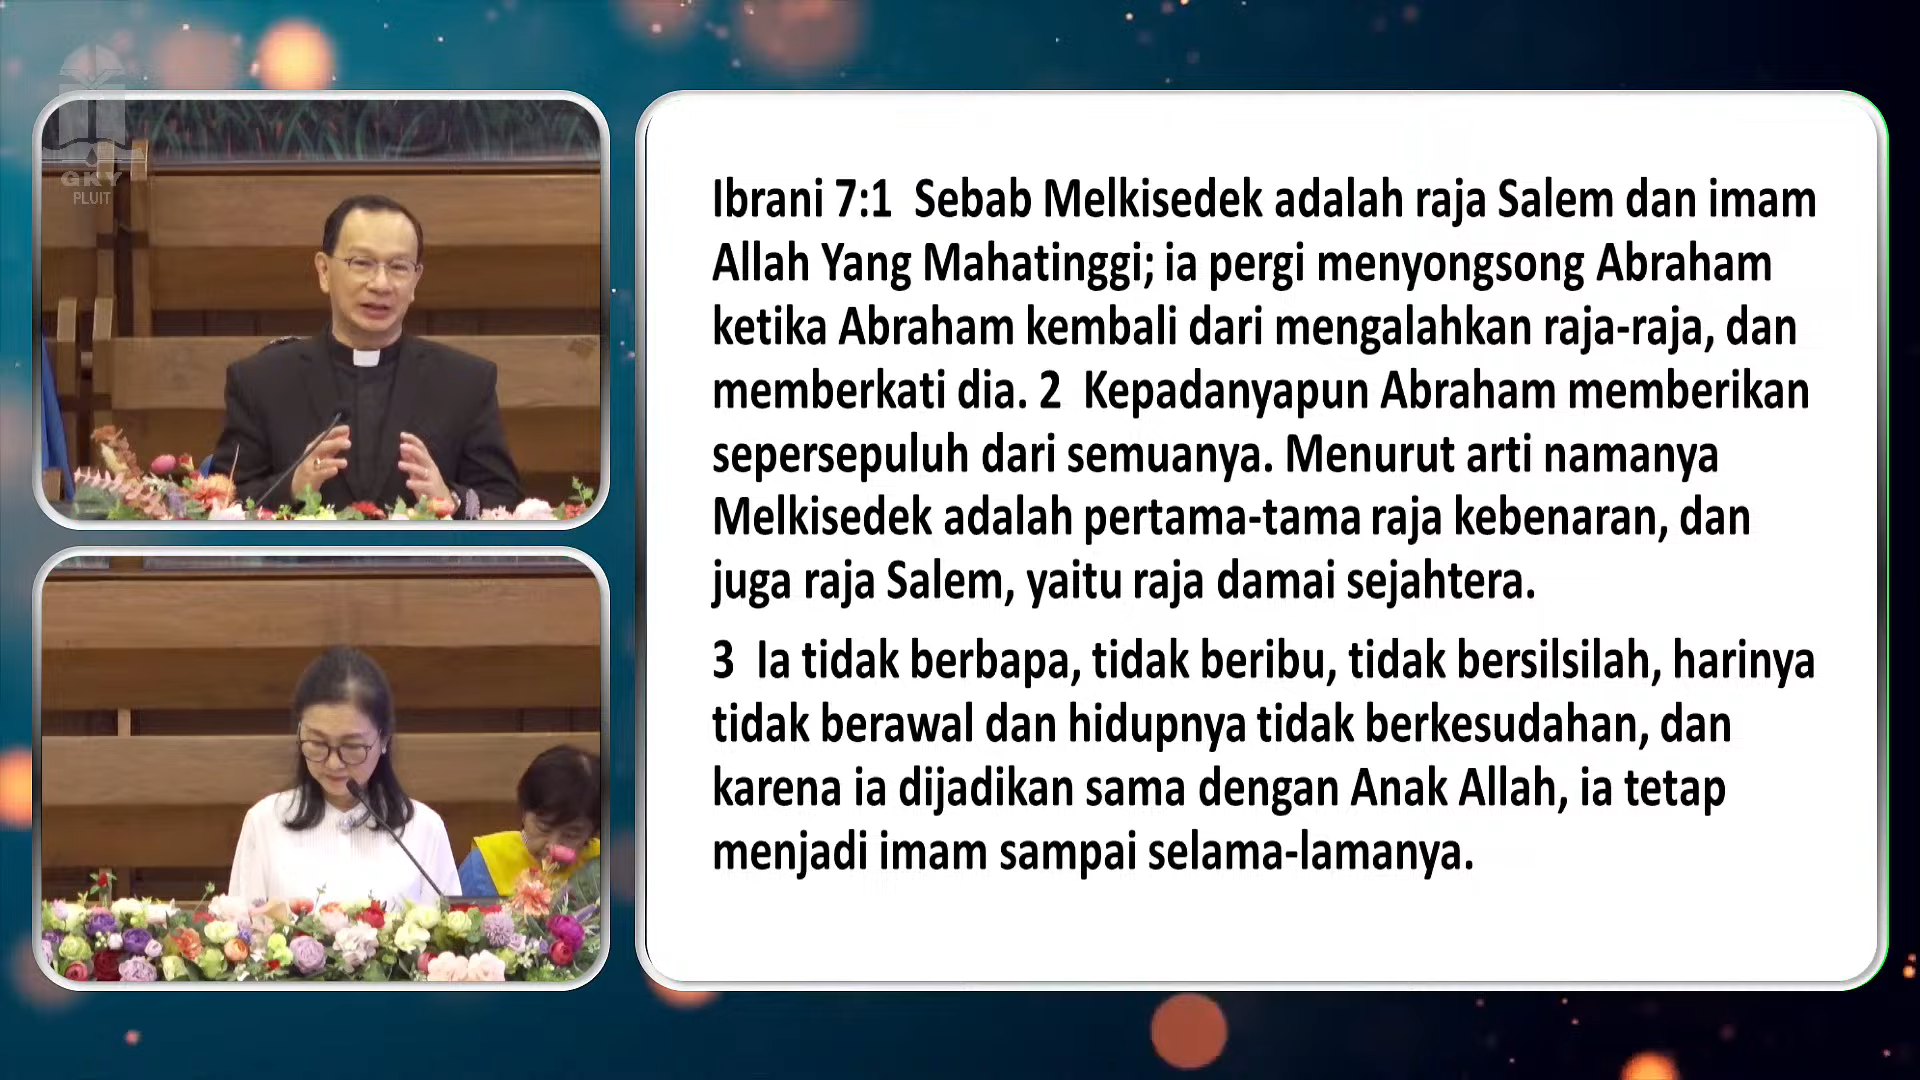 GKY
PLUIT
Ibrani 7:1 Sebab Melkisedek adalah raja Salem dan imam
Allah Yang Mahatinggi; ia pergi menyongsong Abraham
ketika Abraham kembali dari mengalahkan raja-raja, dan
memberkati dia. 2 Kepadanyapun Abraham memberikan
sepersepuluh dari semuanya. Menurut arti namanya
Melkisedek adalah pertama-tama raja kebenaran, dan
juga raja Salem, yaitu raja damai sejahtera.
3 Ia tidak berbapa, tidak beribu, tidak bersilsilah, harinya
tidak berawal dan hidupnya tidak berkesudahan, dan
karena ia dijadikan sama dengan Anak Allah, ia tetap
menjadi imam sampai selama-lamanya.